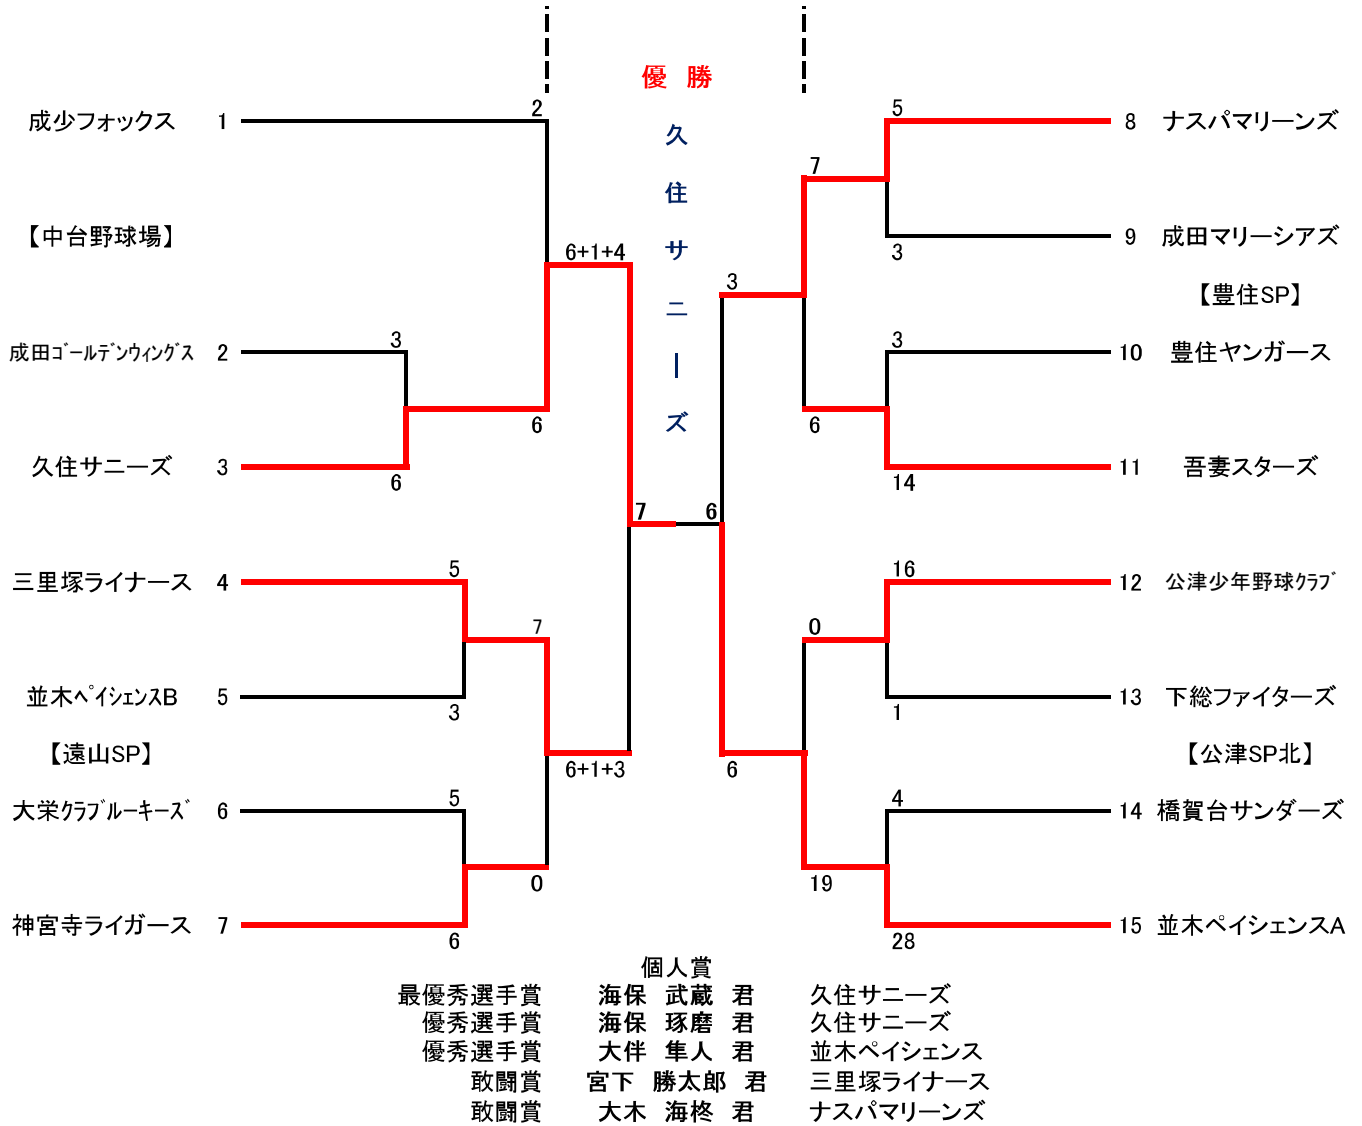 優 勝
久住サニーズ
成少フォックス 1
2
【中台野球場】
6+1+4
成田ｺﾞｰﾙﾃﾞﾝｳｨﾝｸﾞｽ 2
3
久住サニーズ 3
6
6
三里塚ライナース 4
5
7
並木ﾍﾟｲｼｪﾝｽB 5
3
【遠山SP】
6+1+3
大栄ｸﾗﾌﾞﾙｰｷｰｽﾞ 6
5
0
神宮寺ライガース 7
6
7
6
5
8 ナスパマリーンズ
7
9 成田マリーシアズ
3
【豊住SP】
3
3
10 豊住ヤンガース
6
11 吾妻スターズ
14
16
12 公津少年野球ｸﾗﾌﾞ
0
13 下総ファイターズ
1
【公津SP北】
6
4
14 橋賀台サンダーズ
19
15 並木ペイシェンスA
28
個人賞
最優秀選手賞 海保 武蔵 君 久住サニーズ
優秀選手賞 海保 琢磨 君 久住サニーズ
優秀選手賞 大伴 隼人 君 並木ペイシェンス
敢闘賞 宮下 勝太郎 君 三里塚ライナース
敢闘賞 大木 海柊 君 ナスパマリーンズ